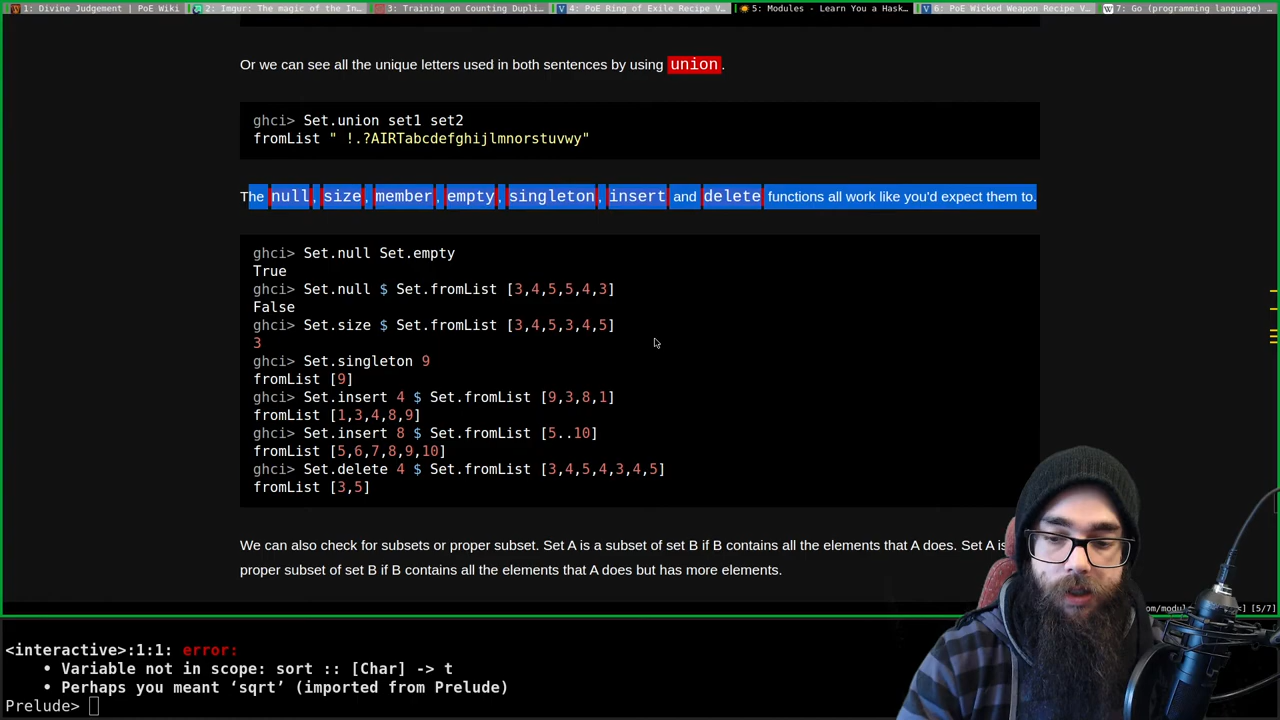 1: Divine Judgement | PoE Wiki
2: Imgur: The magic of the In...
3: Training on Counting Dupli...
4: PoE Ring of Exile Recipe V...
5: Modules - Learn You a Hask...
6: PoE Wicked Weapon Recipe V...
7: Go (programming language) ...
Or we can see all the unique letters used in both sentences by using union.
ghci> Set.union set1 set2
fromList " !.?AIRTabcdefghijlmnorstuvwy"
The null, size, member, empty, singleton, insert and delete functions all work like you'd expect them to.
ghci> Set.null Set.empty
True
ghci> Set.null $ Set.fromList [3,4,5,5,4,3]
False
ghci> Set.size $ Set.fromList [3,4,5,3,4,5]
3
ghci> Set.singleton 9
fromList [9]
ghci> Set.insert 4 $ Set.fromList [9,3,8,1]
fromList [1,3,4,8,9]
ghci> Set.insert 8 $ Set.fromList [5..10]
fromList [5,6,7,8,9,10]
ghci> Set.delete 4 $ Set.fromList [3,4,5,4,3,4,5]
fromList [3,5]
We can also check for subsets or proper subset. Set A is a subset of set B if B contains all the elements that A does. Set A is
proper subset of set B if B contains all the elements that A does but has more elements.
[5/7]
<interactive>:1:1: error:
• Variable not in scope: sort :: [Char] -> t
• Perhaps you meant ‘sqrt’ (imported from Prelude)
Prelude>